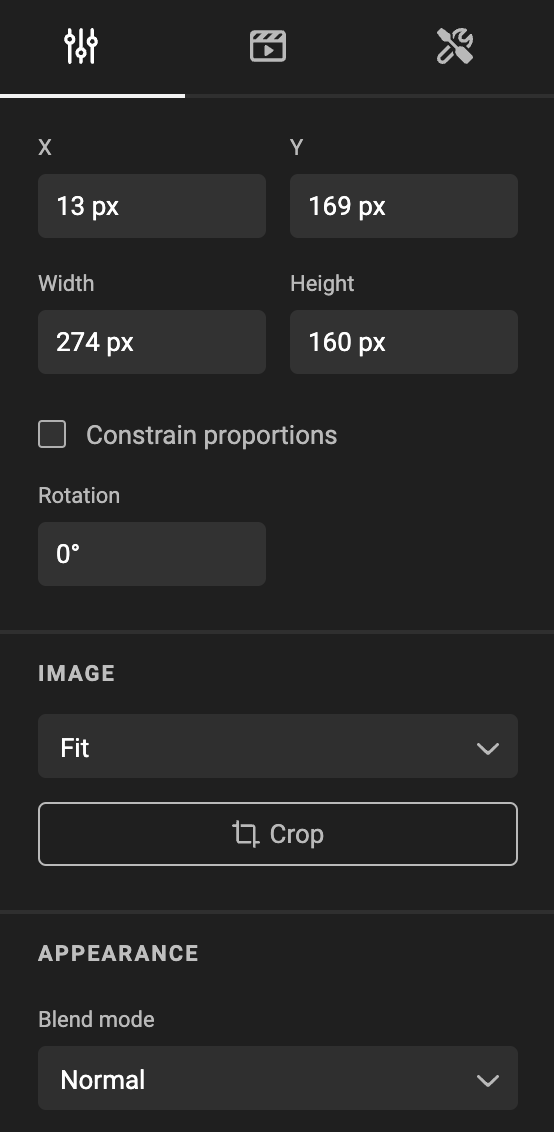 X Y
13 px 169 px
Width Height
274 px 160 px
Constrain proportions
Rotation
0°
IMAGE
Fit
Crop
APPEARANCE
Blend mode
Normal